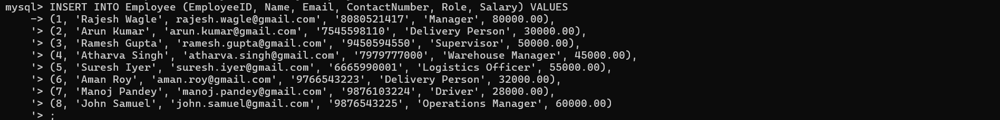 mysql> INSERT INTO Employee (EmployeeID, Name, Email, ContactNumber, Role, Salary) VALUES
    -> (1, 'Rajesh Wagle', rajesh.wagle@gmail.com', '8080521417', 'Manager', 80000.00),
    '> (2, 'Arun Kumar', 'arun.kumar@gmail.com', '7545598110', 'Delivery Person', 30000.00),
    '> (3, 'Ramesh Gupta', 'ramesh.gupta@gmail.com', '9450594550', 'Supervisor', 50000.00),
    '> (4, 'Atharva Singh', 'atharva.singh@gmail.com', '7979777000', 'Warehouse Manager', 45000.00),
    '> (5, 'Suresh Iyer', 'suresh.iyer@gmail.com', '6665990001', 'Logistics Officer', 55000.00),
    '> (6, 'Aman Roy', 'aman.roy@gmail.com', '9766543223', 'Delivery Person', 32000.00),
    '> (7, 'Manoj Pandey', 'manoj.pandey@gmail.com', '9876103224', 'Driver', 28000.00),
    '> (8, 'John Samuel', 'john.samuel@gmail.com', '9876543225', 'Operations Manager', 60000.00)
    '> ;